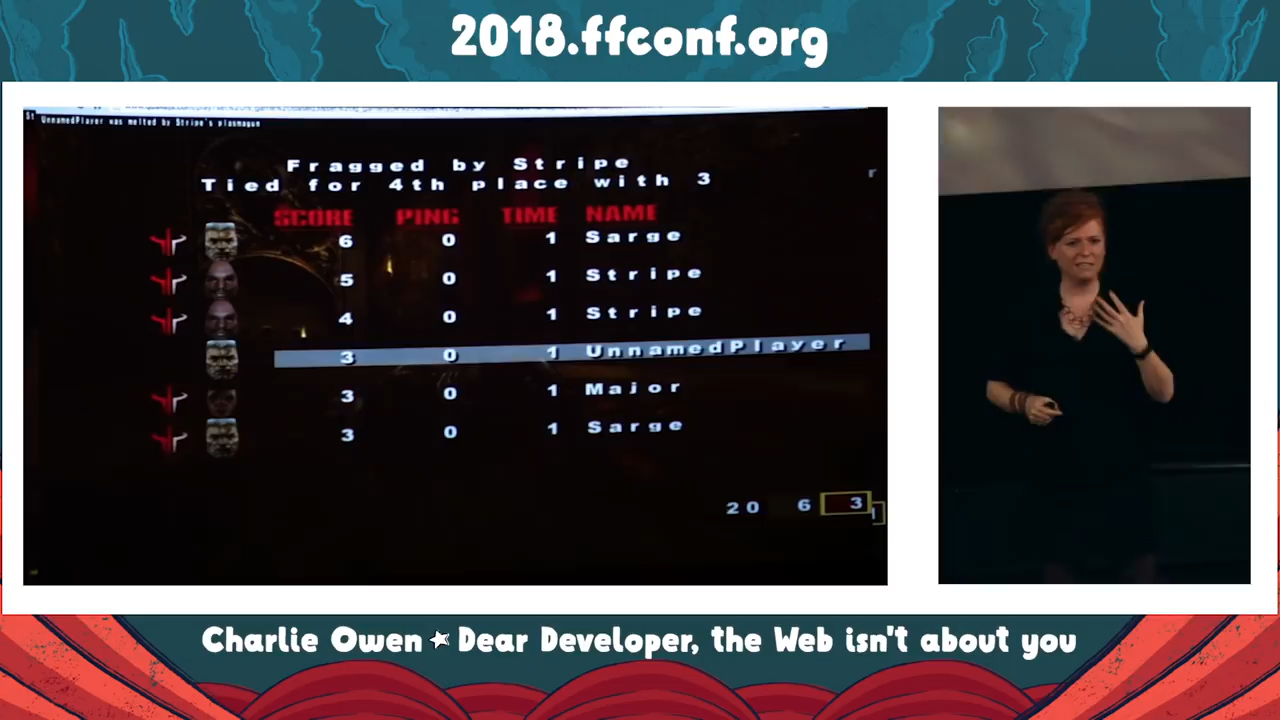 2018.ffconf.org
UnnamedPlayer was melted by Stripe's plasmagun
Fragged by Stripe
Tied for 4th place with 3
SCORE PING TIME NAME
6 0 1 Sarge
5 0 1 Stripe
4 0 1 Stripe
3 0 1 UnnamedPlayer
3 0 1 Major
3 0 1 Sarge
20 6 3
Charlie Owen Dear Developer, the Web isn't about you